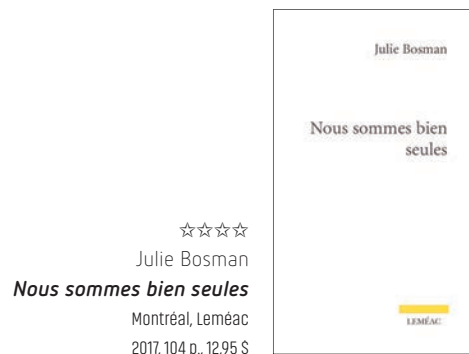 ☆☆☆☆
Julie Bosman
Nous sommes bien seules
Montréal, Leméac
2017, 104 p., 12,95 $
Julie Bosman
Nous sommes bien
seules
LEMÉAC